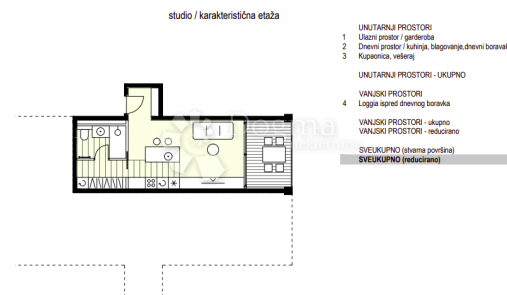 studio / karakteristična etaža
UNUTARNJI PROSTORI
1 Ulazni prostor / garderoba
2 Dnevni prostor / kuhinja, blagovanje,dnevni boravak
3 Kupaonica, vešeraj
UNUTARNJI PROSTORI - UKUPNO
VANJSKI PROSTORI
4 Loggia ispred dnevnog boravka
VANJSKI PROSTORI - ukupno
VANJSKI PROSTORI - reducirano
SVEUKUPNO (stvarna površina)
SVEUKUPNO (reducirano)